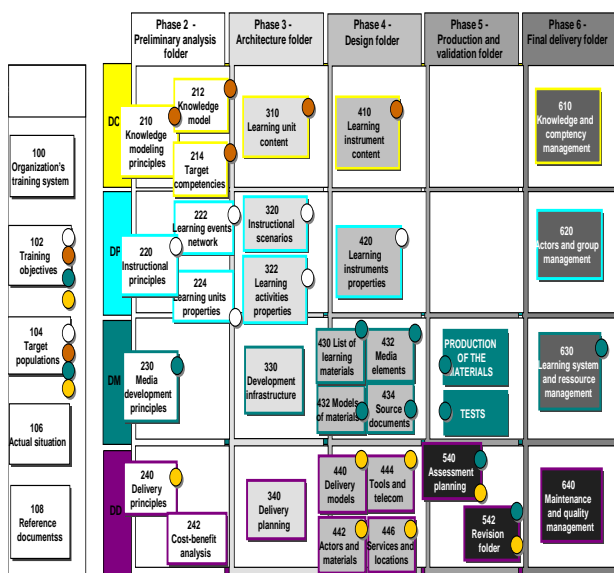 Phase 2 -
Preliminary analysis
folder
Phase 3 -
Architecture folder
Phase 4 -
Design folder
Phase 5 -
Production and
validation folder
Phase 6 -
Final delivery folder
100
Organization's
training system
102
Training
objectives
104
Target
populations
106
Actual situation
108
Reference
documentss
DC
210
Knowledge
modeling
principles
212
Knowledge
model
214
Target
competencies
310
Learning unit
content
410
Learning
instrument
content
610
Knowledge and
competency
management
220
Instructional
principles
222
Learning events
network
224
Learning units
properties
320
Instructional
scenarios
322
Learning
activities
properties
420
Learning
instruments
properties
620
Actors and group
management
DM
230
Media
development
principles
330
Development
infrastructure
430 List of
learning
materials
432
Media
elements
432 Models
of materials
434
Source
documents
PRODUCTION
OF THE
MATERIALS
TESTS
630
Learning system
and ressource
management
DD
240
Delivery
principles
242
Cost-benefit
analysis
340
Delivery
planning
440
Delivery
models
444
Tools and
telecom
442
Actors and
materials
446
Services and
locations
540
Assessment
planning
542
Revision
folder
640
Maintenance
and quality
management